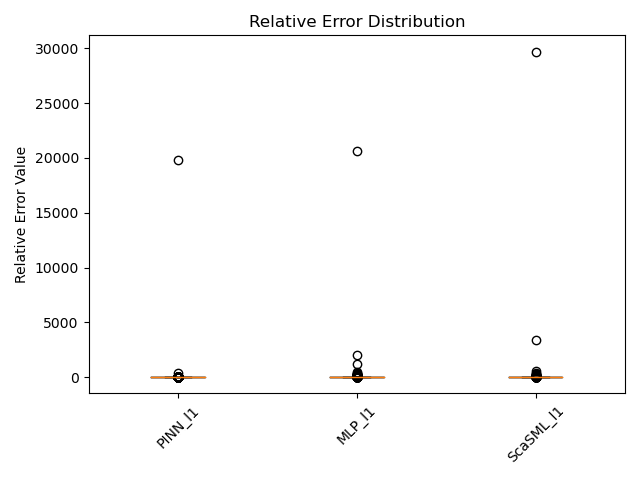 Relative Error Distribution
30000
25000
20000
15000
10000
5000
0
Relative Error Value
PINN_l1
MLP_l1
ScaSML_l1